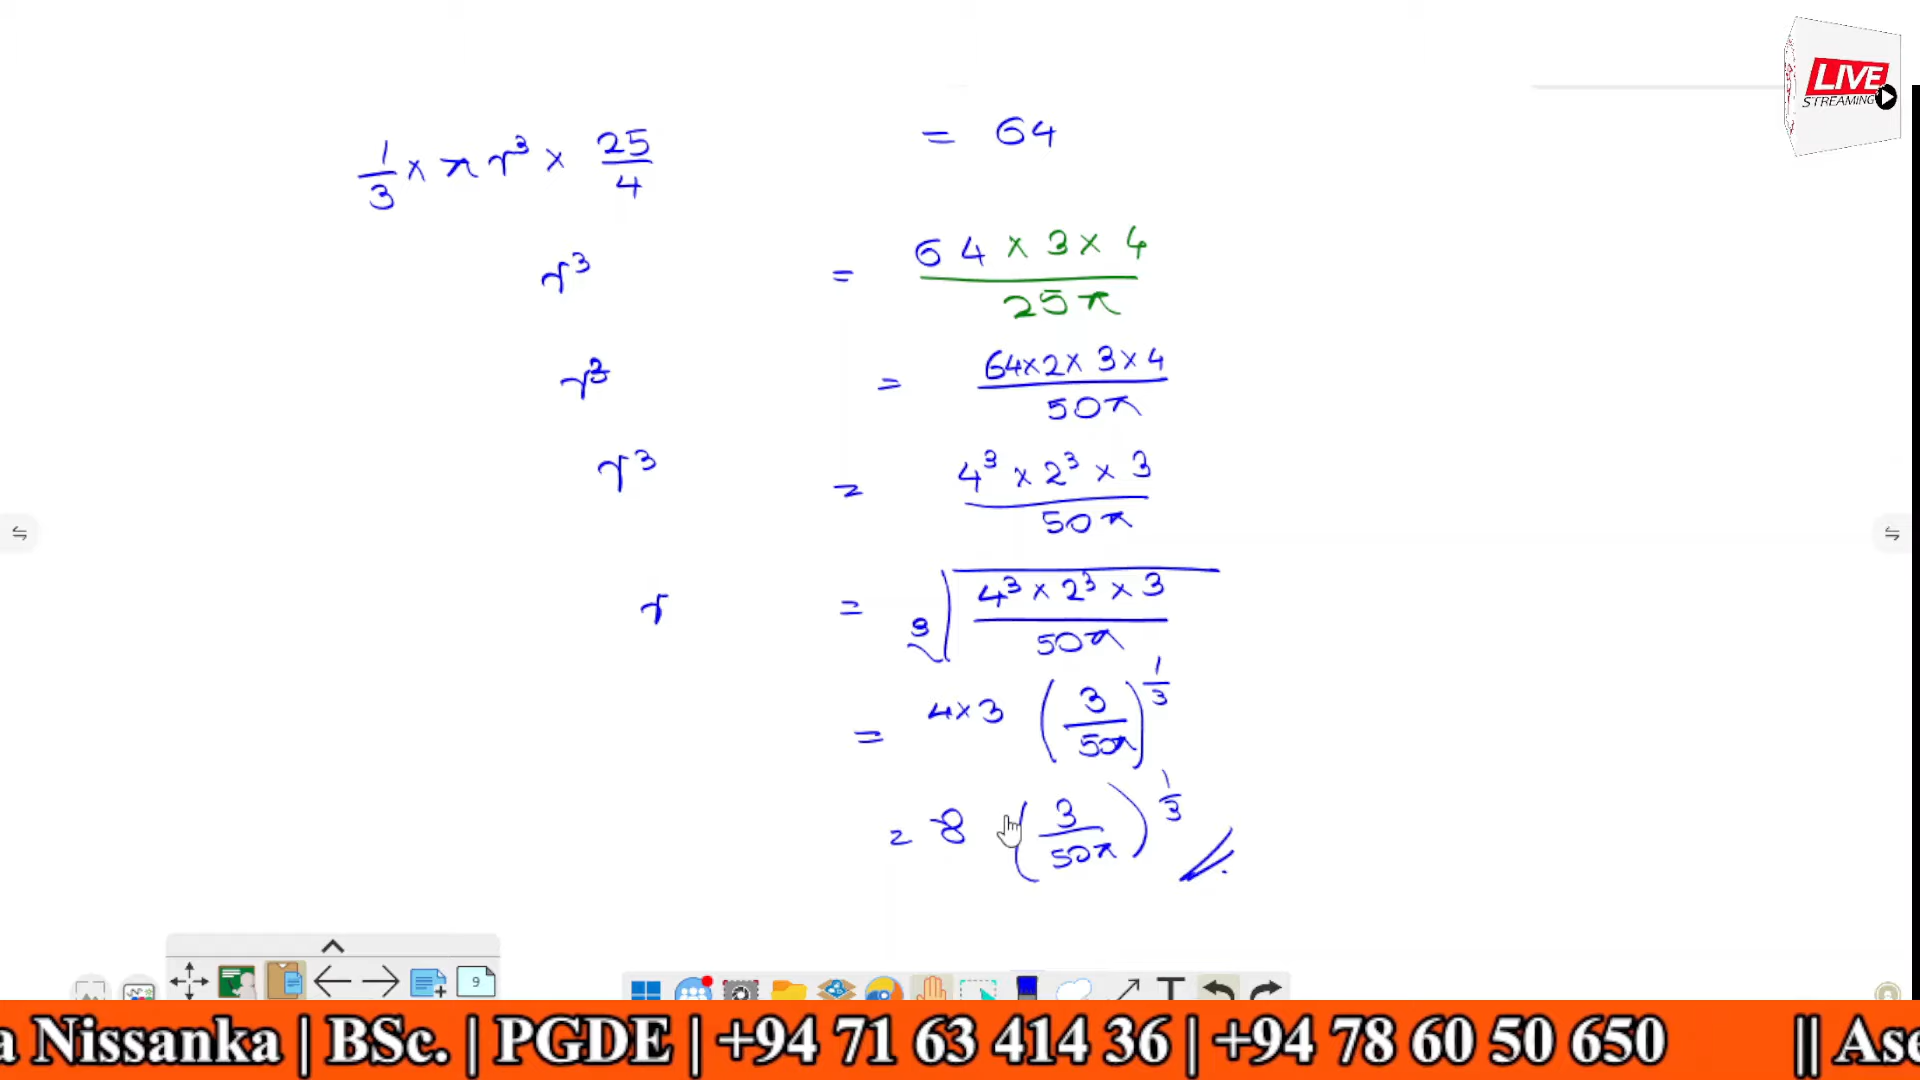 LIVE
STREAMING
1/3 × π r³ × 25/4 = 64
r³ = 64 × 3 × 4 / 25π
r³ = 64×2× 3×4 / 50π
r³ = 4³ × 2³ × 3 / 50π
r = ³√(4³ × 2³ × 3 / 50π)
= 4×3 (3/50π)^1/3
= 8 (3/50π)^1/3
9
T
a Nissanka | BSc. | PGDE | +94 71 63 414 36 | +94 78 60 50 650 || Ase